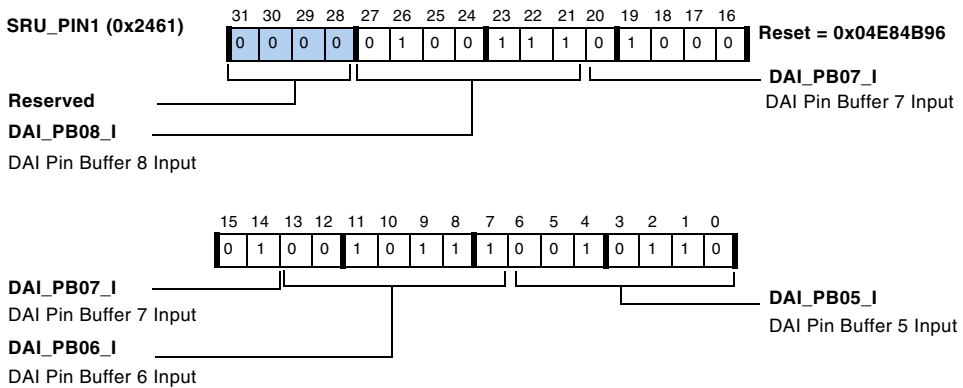 SRU_PIN1 (0x2461)
31 30 29 28 27 26 25 24 23 22 21 20 19 18 17 16
0 0 0 0 0 1 0 0 1 1 1 0 1 0 0 0
Reset = 0x04E84B96
DAI_PB07_I
DAI Pin Buffer 7 Input
Reserved
DAI_PB08_I
DAI Pin Buffer 8 Input
15 14 13 12 11 10 9 8 7 6 5 4 3 2 1 0
0 1 0 0 1 0 1 1 1 0 0 1 0 1 1 0
DAI_PB07_I
DAI Pin Buffer 7 Input
DAI_PB05_I
DAI Pin Buffer 5 Input
DAI_PB06_I
DAI Pin Buffer 6 Input